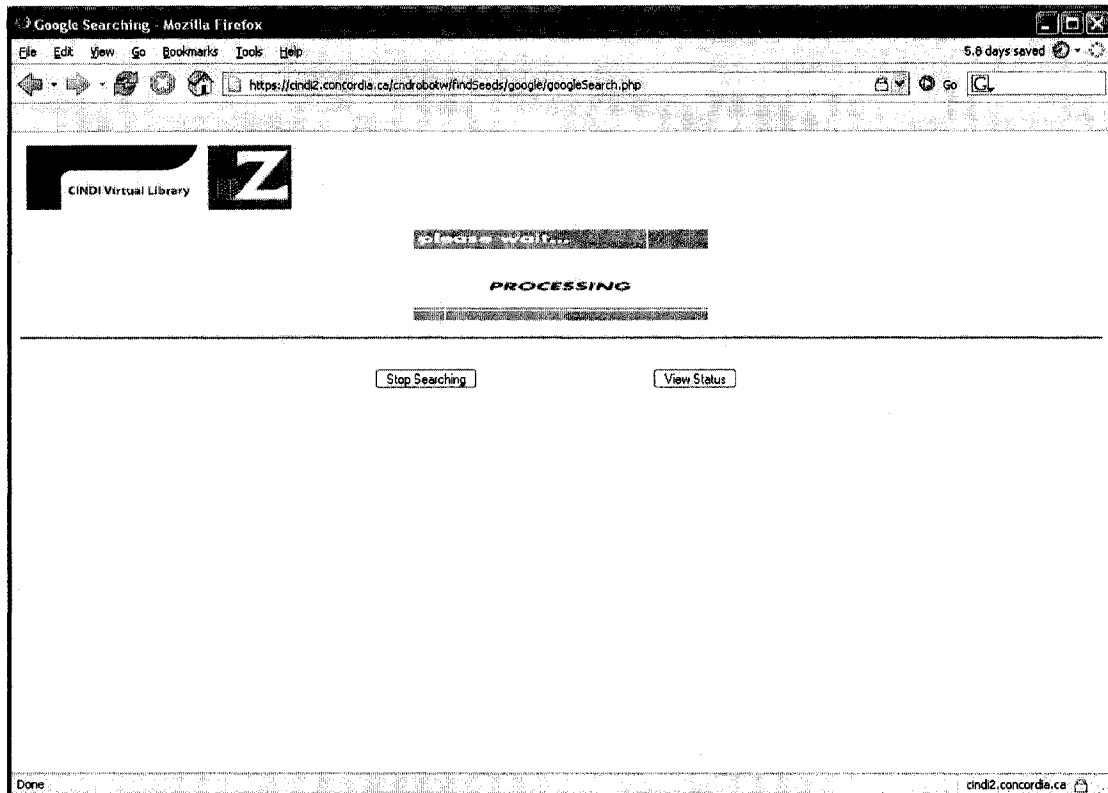 Google Searching - Mozilla Firefox
File Edit View Go Bookmarks Tools Help
5.8 days saved
https://cindi2.concordia.ca/cndrobotw/findSeeds/google/googleSearch.php
Go
G
CINDI Virtual Library
Z
please wait...
PROCESSING
Stop Searching
View Status
Done
cindi2.concordia.ca